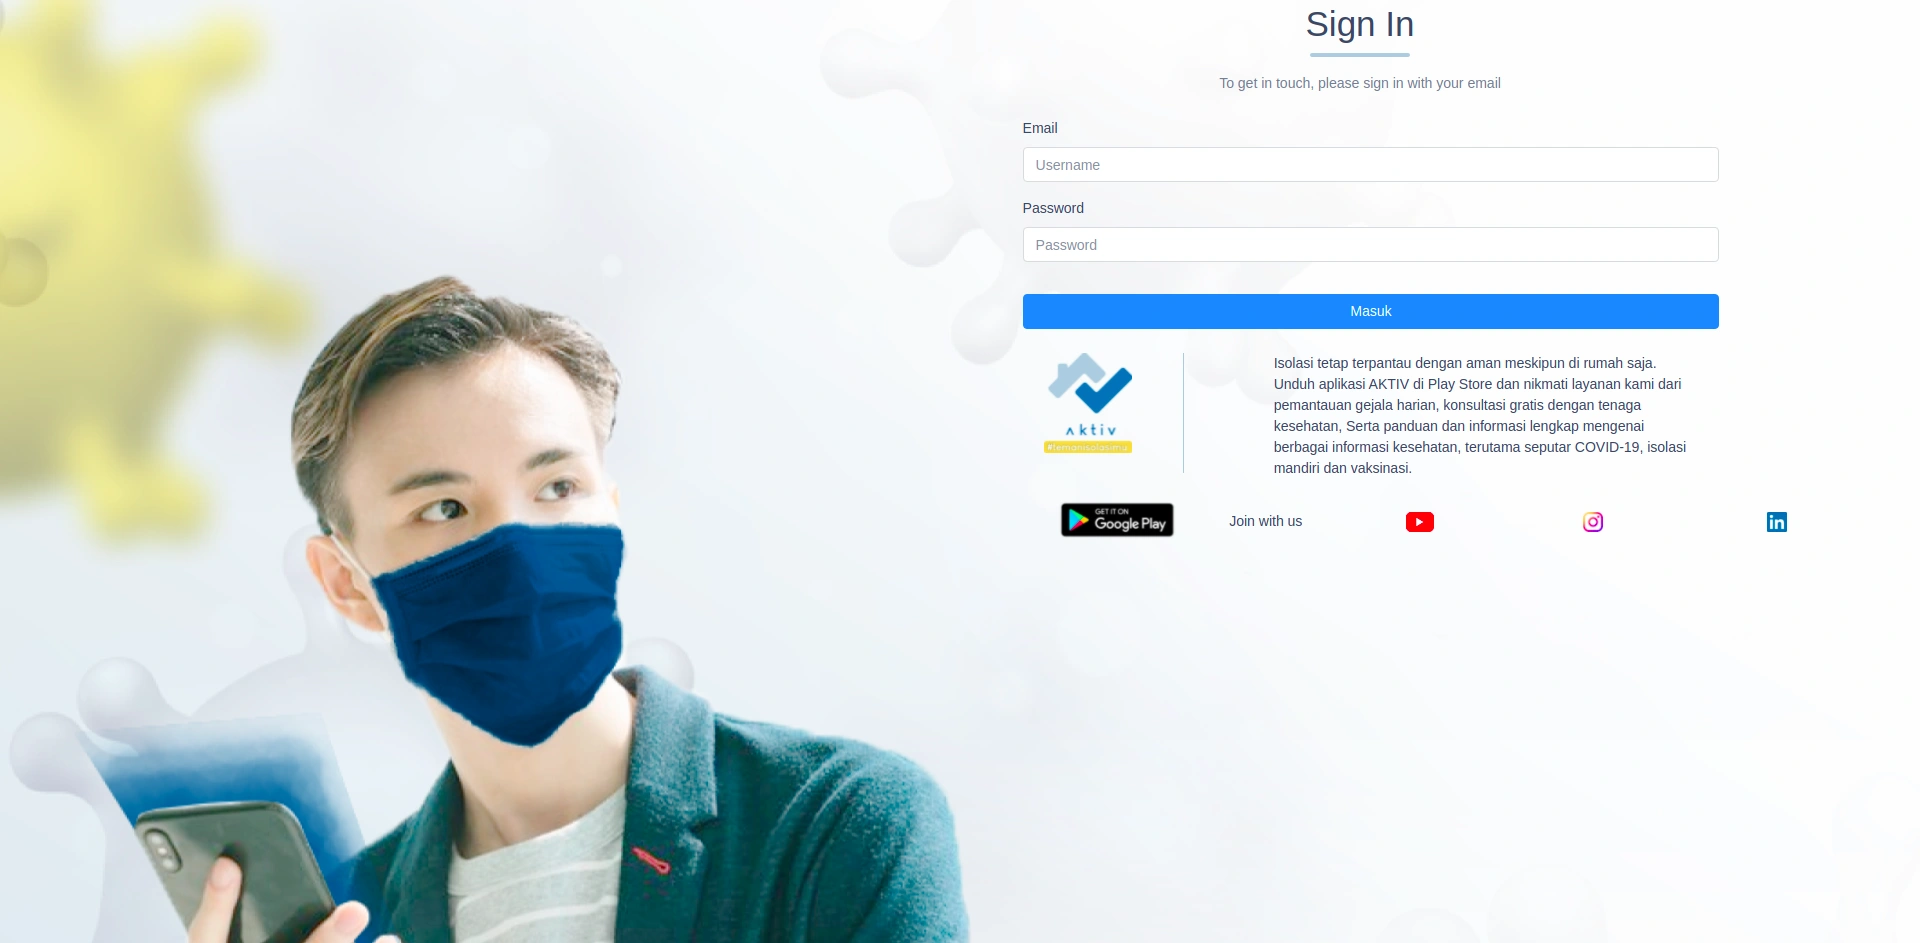 Sign In
To get in touch, please sign in with your email
Email
Username
Password
Password
Masuk
Aktiv
#temanisolasimu
Isolasi tetap terpantau dengan aman meskipun di rumah saja.
Unduh aplikasi AKTIV di Play Store dan nikmati layanan kami dari
pemantauan gejala harian, konsultasi gratis dengan tenaga
kesehatan, Serta panduan dan informasi lengkap mengenai
berbagai informasi kesehatan, terutama seputar COVID-19, isolasi
mandiri dan vaksinasi.
GET IT ON
Google Play
Join with us
in